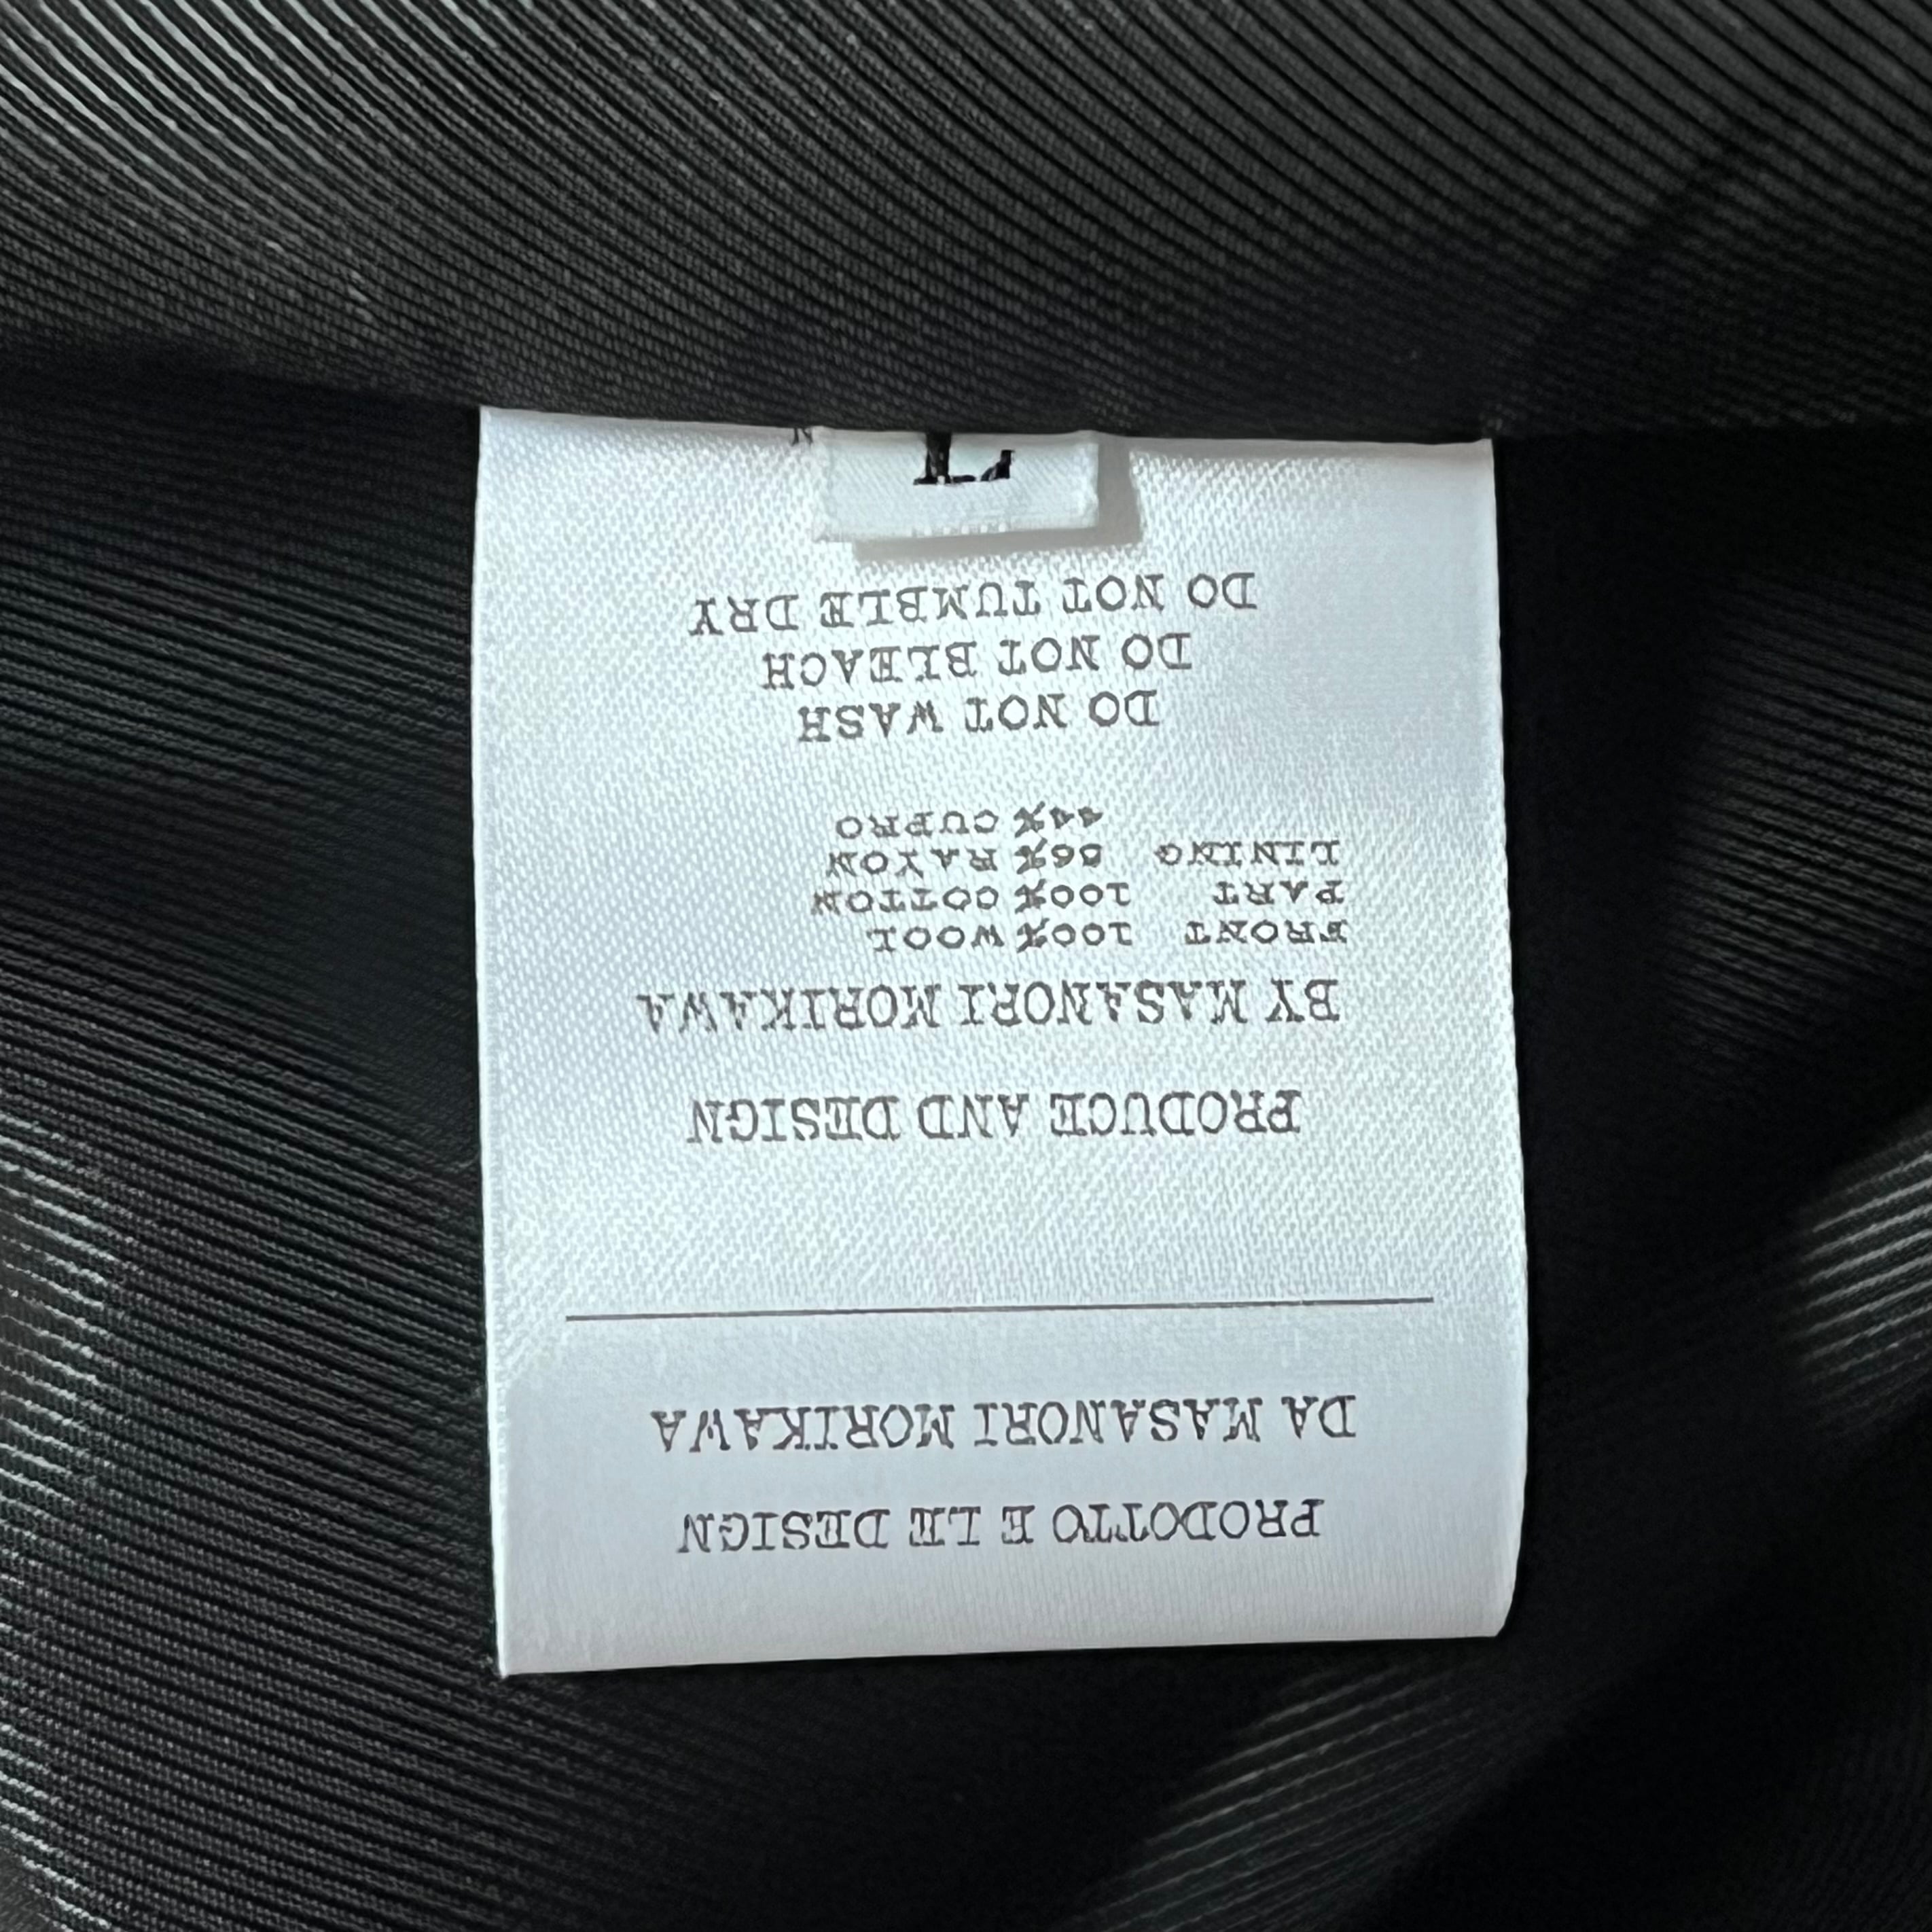 PRODOTTO E LE DESIGN
DA MASANORI MORIKAWA
PRODUCE AND DESIGN
BY MASANORI MORIKAWA
FRONT 100% WOOL
PART 100% COTTON
LINING 56% RAYON
44% CUPRO
DO NOT WASH
DO NOT BLEACH
DO NOT TUMBLE DRY